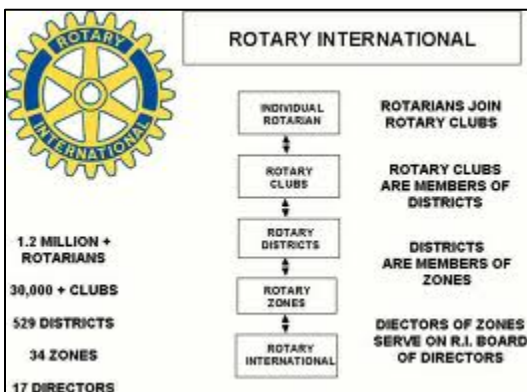 ROTARY
INTERNATIONAL
ROTARY INTERNATIONAL
INDIVIDUAL
ROTARIAN
ROTARIANS JOIN
ROTARY CLUBS
ROTARY
CLUBS
ROTARY CLUBS
ARE MEMBERS OF
DISTRICTS
ROTARY
DISTRICTS
DISTRICTS
ARE MEMBERS OF
ZONES
ROTARY
ZONES
ROTARY
INTERNATIONAL
DIECTORS OF ZONES
SERVE ON R.I. BOARD
OF DIRECTORS
1.2 MILLION +
ROTARIANS
30,000 + CLUBS
529 DISTRICTS
34 ZONES
17 DIRECTORS